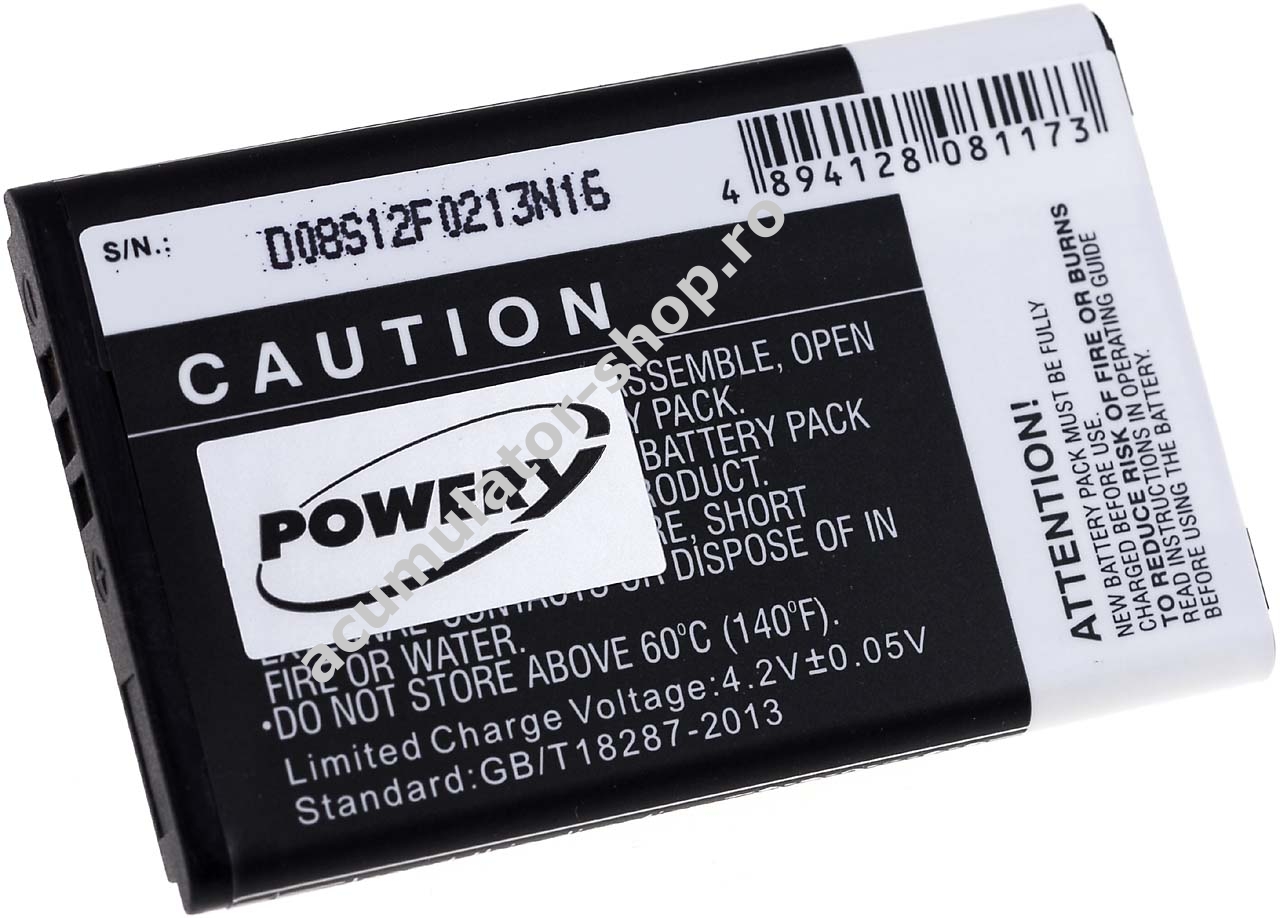 4 894128 081173
S/N.: D08S12F0213N16
CAUTION
ASSEMBLE, OPEN
PACK.
BATTERY PACK
RE, SHORT
OR DISPOSE OF IN
FIRE OR WATER.
•DO NOT STORE ABOVE 60°C (140°F).
Limited Charge Voltage:4.2V±0.05V
Standard:GB/T18287-2013
POWERY
acumulator-shop.ro
ATTENTION!
NEW BATTERY PACK MUST BE FULLY
CHARGED BEFORE USE.
TO REDUCE RISK OF FIRE OR BURNS
READ INSTRUCTIONS IN OPERATING GUIDE
BEFORE USING THE BATTERY.